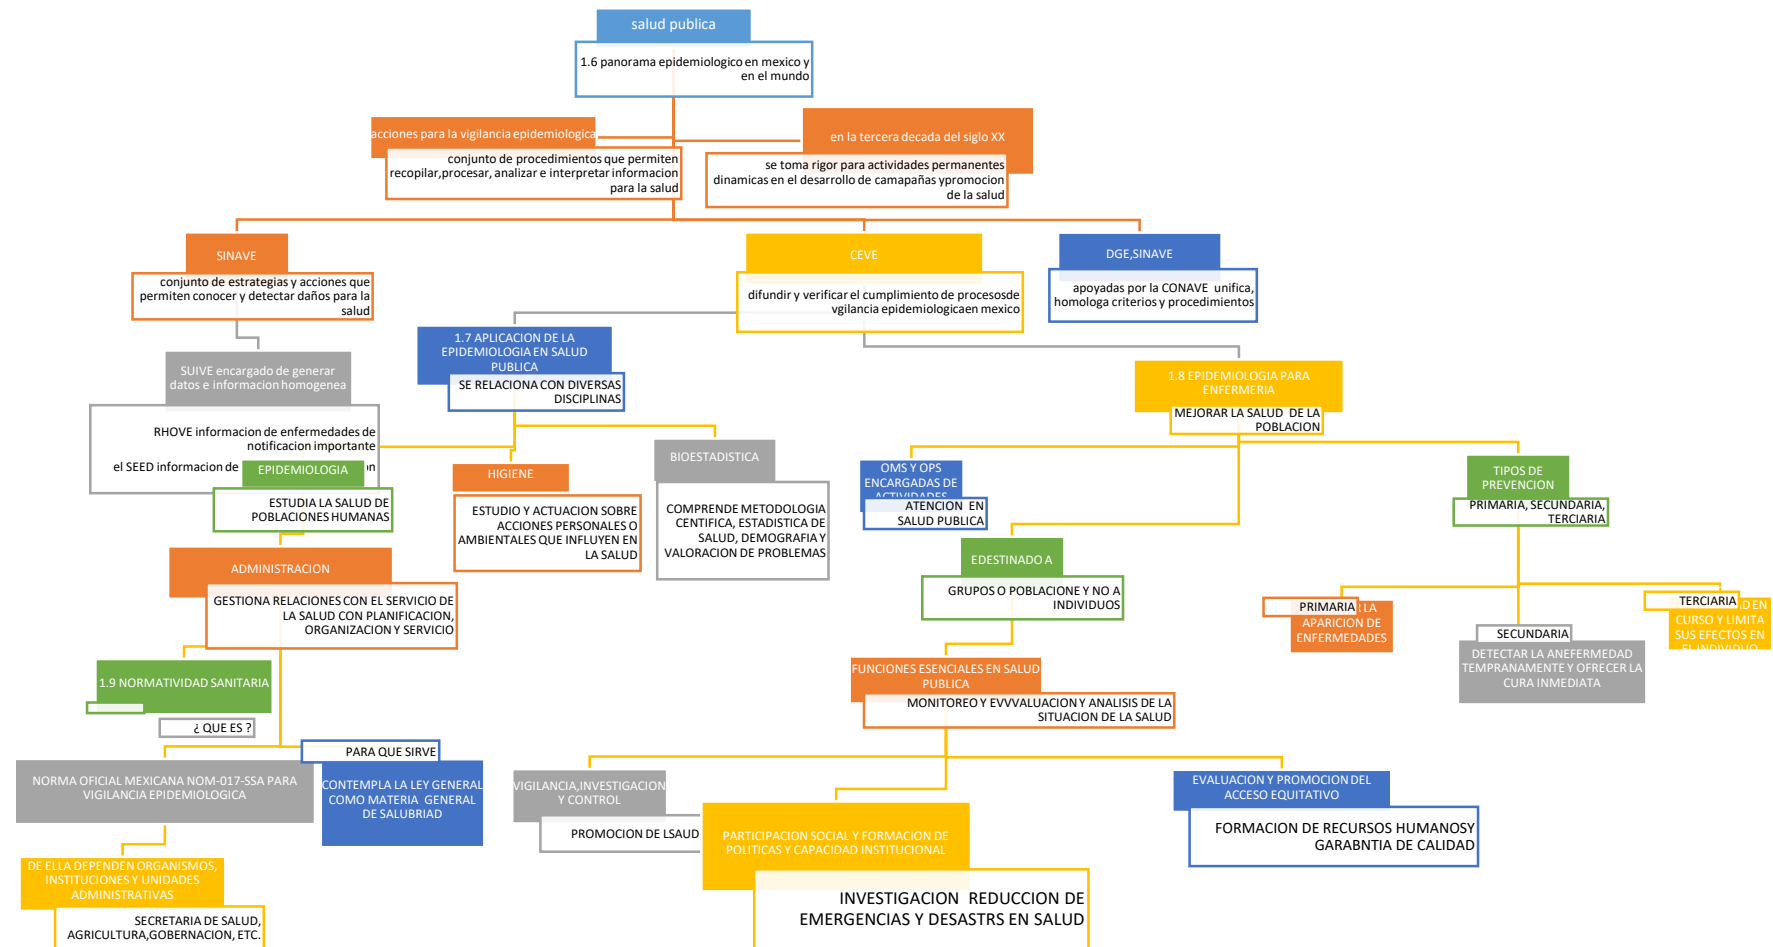 salud publica
1.6 panorama epidemiologico en mexico y
en el mundo
acciones para la vigilancia epidemiologica
conjunto de procedimientos que permiten
recopilar,procesar, analizar e interpretar informacion
para la salud
en la tercera decada del siglo XX
se toma rigor para actividades permanentes
dinamicas en el desarrollo de camapañas ypromocion
de la salud
SINAVE
conjunto de estrategias y acciones que
permiten conocer y detectar daños para la
salud
CEVE
difundir y verificar el cumplimiento de procesosde
vgilancia epidemiologicaen mexico
DGE,SINAVE
apoyadas por la CONAVE unifica,
homologa criterios y procedimientos
SUIVE encargado de generar
datos e informacion homogenea
RHOVE informacion de enfermedades de
notificacion importante
el SEED informacion de
1.7 APLICACION DE LA
EPIDEMIOLOGIA EN SALUD
PUBLICA
SE RELACIONA CON DIVERSAS
DISCIPLINAS
1.8 EPIDEMIOLOGIA PARA
ENFERMERIA
MEJORAR LA SALUD DE LA
POBLACION
EPIDEMIOLOGIA
ESTUDIA LA SALUD DE
POBLACIONES HUMANAS
HIGIENE
ESTUDIO Y ACTUACION SOBRE
ACCIONES PERSONALES O
AMBIENTALES QUE INFLUYEN EN
LA SALUD
BIOESTADISTICA
COMPRENDE METODOLOGIA
CENTIFICA, ESTADISTICA DE
SALUD, DEMOGRAFIA Y
VALORACION DE PROBLEMAS
OMS Y OPS
ENCARGADAS DE
ACTIVIDADES
ATENCION EN
SALUD PUBLICA
TIPOS DE
PREVENCION
PRIMARIA, SECUNDARIA,
TERCIARIA
ADMINISTRACION
GESTIONA RELACIONES CON EL SERVICIO DE
LA SALUD CON PLANIFICACION,
ORGANIZACION Y SERVICIO
EDESTINADO A
GRUPOS O POBLACIONE Y NO A
INDIVIDUOS
PRIMARIA
LA
APARICION DE
ENFERMEDADES
SECUNDARIA
DETECTAR LA ANEFERMEDAD
TEMPRANAMENTE Y OFRECER LA
CURA INMEDIATA
TERCIARIA
EN
CURSO Y LIMITA
SUS EFECTOS EN
EL INDIVIDUO
1.9 NORMATIVIDAD SANITARIA
¿ QUE ES ?
FUNCIONES ESENCIALES EN SALUD
PUBLICA
MONITOREO Y EVVVALUACION Y ANALISIS DE LA
SITUACION DE LA SALUD
PARA QUE SIRVE
NORMA OFICIAL MEXICANA NOM-017-SSA PARA
VIGILANCIA EPIDEMIOLOGICA
CONTEMPLA LA LEY GENERAL
COMO MATERIA GENERAL
DE SALUBRIAD
VIGILANCIA,INVESTIGACION
Y CONTROL
PROMOCION DE LSAUD
PARTICIPACION SOCIAL Y FORMACION DE
POLITICAS Y CAPACIDAD INSTITUCIONAL
INVESTIGACION REDUCCION DE
EMERGENCIAS Y DESASTRS EN SALUD
EVALUACION Y PROMOCION DEL
ACCESO EQUITATIVO
FORMACION DE RECURSOS HUMANOSY
GARABNTIA DE CALIDAD
DE ELLA DEPENDEN ORGANISMOS,
INSTITUCIONES Y UNIDADES
ADMINISTRATIVAS
SECRETARIA DE SALUD,
AGRICULTURA,GOBERNACION, ETC.